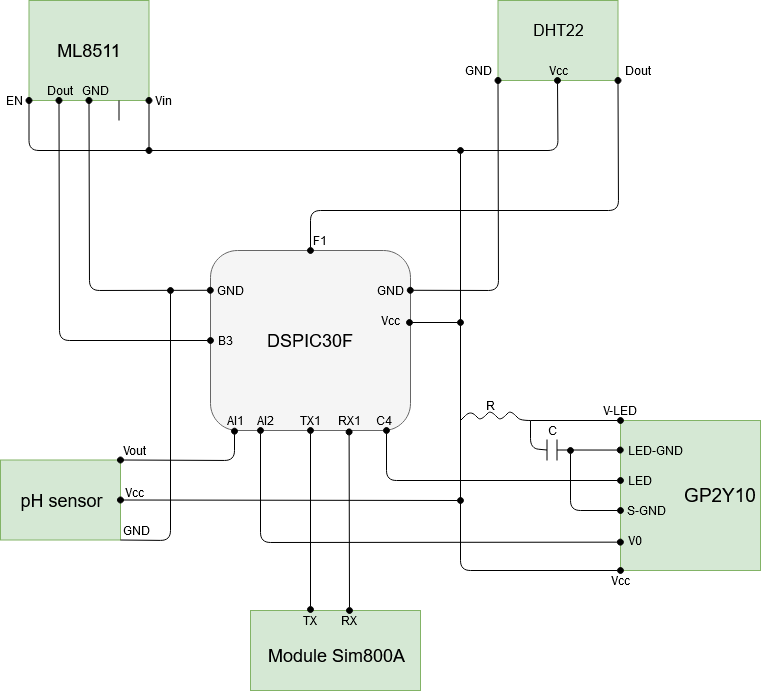 ML8511
EN
Dout
GND
Vin
DHT22
GND
Vcc
Dout
F1
GND
GND
Vcc
DSPIC30F
B3
AI1
AI2
TX1
RX1
C4
R
V-LED
C
LED-GND
LED
S-GND
V0
GP2Y10
Vcc
Vout
Vcc
GND
pH sensor
TX
RX
Module Sim800A